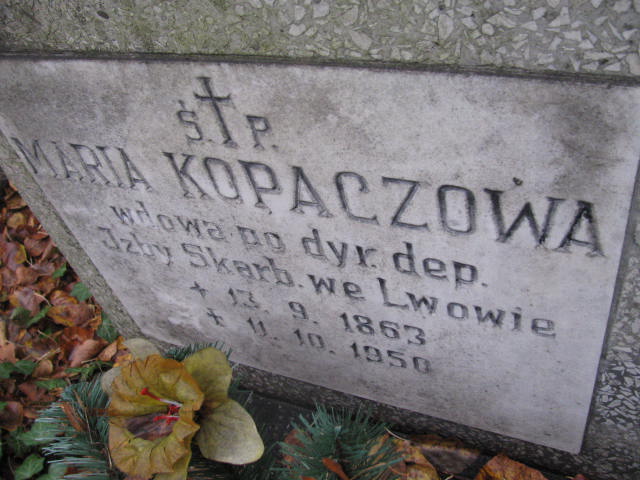 Ś. † P.
MARIA KOPACZOWA
wdowa po dyr. dep.
Izby Skarb. we Lwowie
† 13. 9. 1863
† 11. 10. 1950